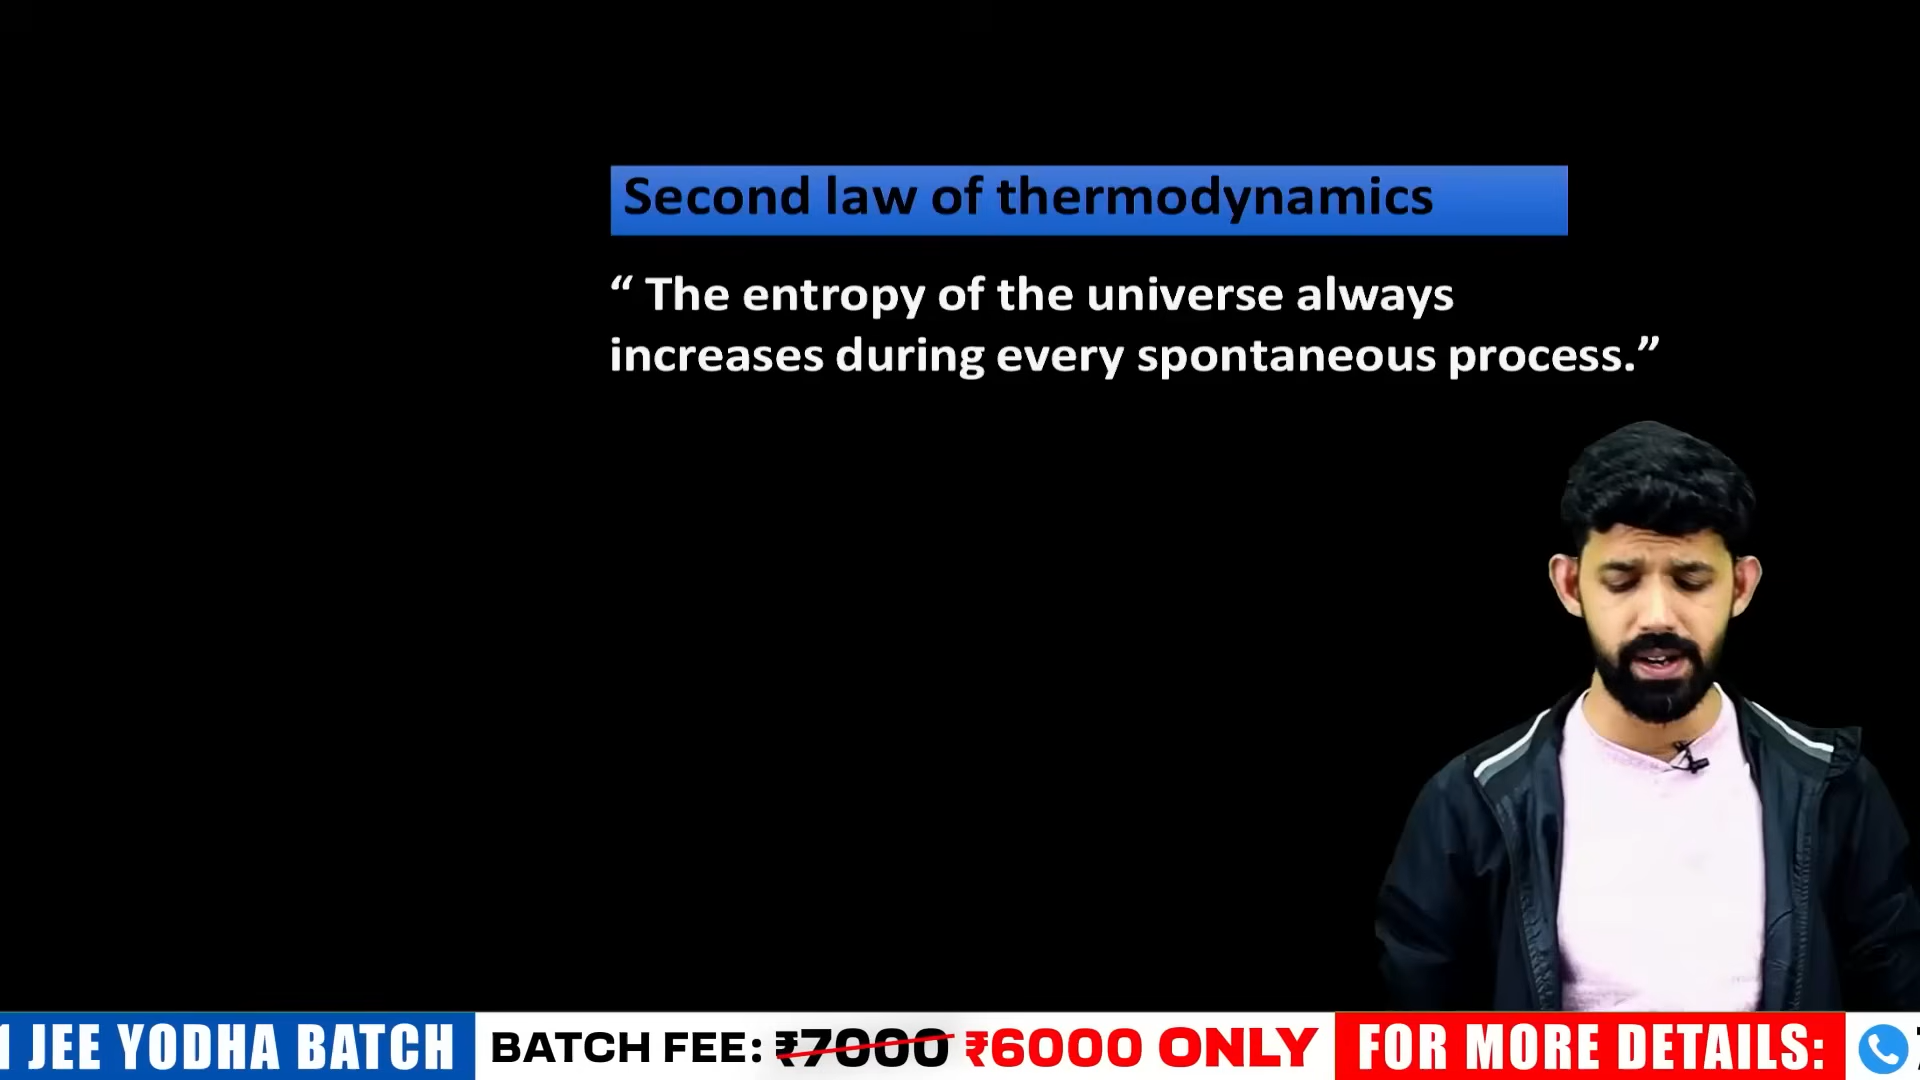 Second law of thermodynamics
“ The entropy of the universe always
increases during every spontaneous process.”
JEE YODHA BATCH BATCH FEE: ₹7000 ₹6000 ONLY FOR MORE DETAILS: